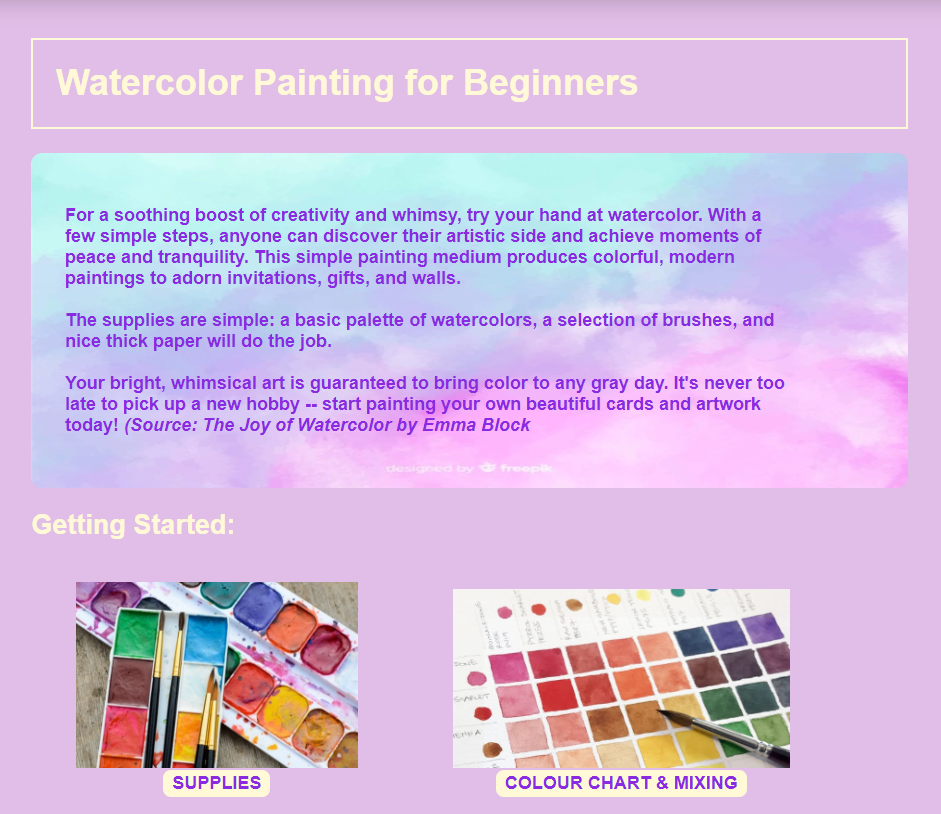 Watercolor Painting for Beginners
For a soothing boost of creativity and whimsy, try your hand at watercolor. With a
few simple steps, anyone can discover their artistic side and achieve moments of
peace and tranquility. This simple painting medium produces colorful, modern
paintings to adorn invitations, gifts, and walls.
The supplies are simple: a basic palette of watercolors, a selection of brushes, and
nice thick paper will do the job.
Your bright, whimsical art is guaranteed to bring color to any gray day. It's never too
late to pick up a new hobby -- start painting your own beautiful cards and artwork
today! (Source: The Joy of Watercolor by Emma Block
designed by freepik
Getting Started:
SCARLET
SUPPLIES
COLOUR CHART & MIXING